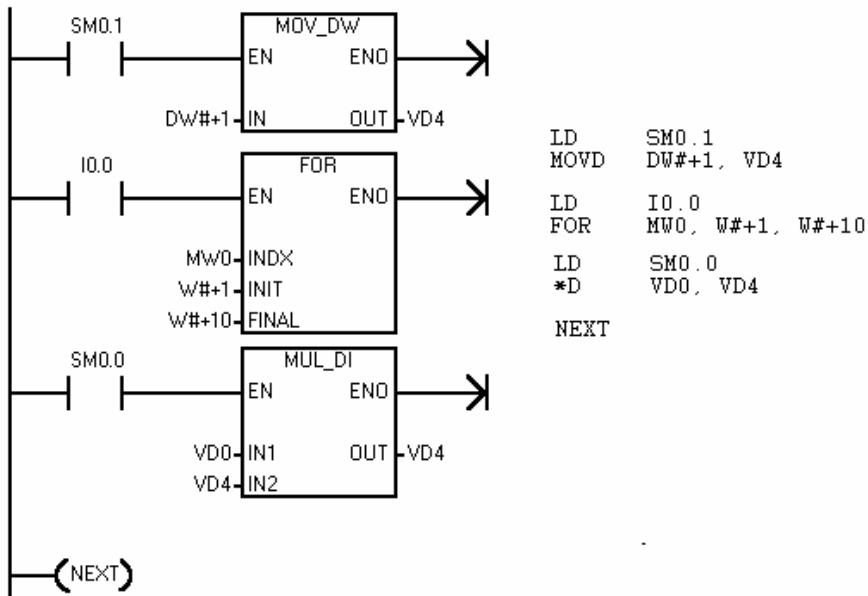 SM0.1
MOV_DW
EN ENO
DW#+1 IN OUT VD4
I0.0
FOR
EN ENO
MW0 INDX
W#+1 INIT
W#+10 FINAL
SM0.0
MUL_DI
EN ENO
VD0 IN1 OUT VD4
VD4 IN2
NEXT
LD SM0.1
MOVD DW#+1, VD4
LD I0.0
FOR MW0, W#+1, W#+10
LD SM0.0
*D VD0, VD4
NEXT